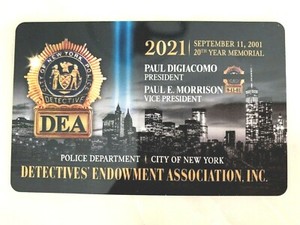 2021 SEPTEMBER 11, 2001
20TH YEAR MEMORIAL
PAUL DIGIACOMO
PRESIDENT
PAUL E. MORRISON
VICE PRESIDENT
NEW YORK
DETECTIVE
DEA
POLICE DEPARTMENT CITY OF NEW YORK
DETECTIVES' ENDOWMENT ASSOCIATION, INC.